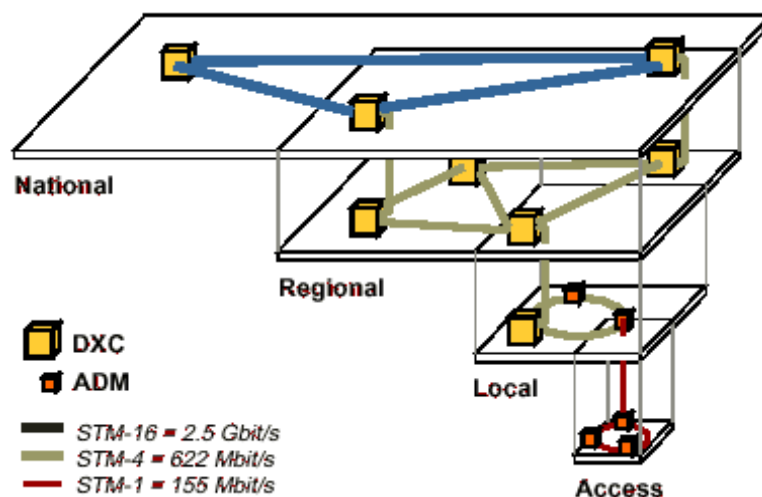 National
Regional
DXC
Local
ADM
STM-16 = 2.5 Gbit/s
STM-4 = 622 Mbit/s
STM-1 = 155 Mbit/s
Access